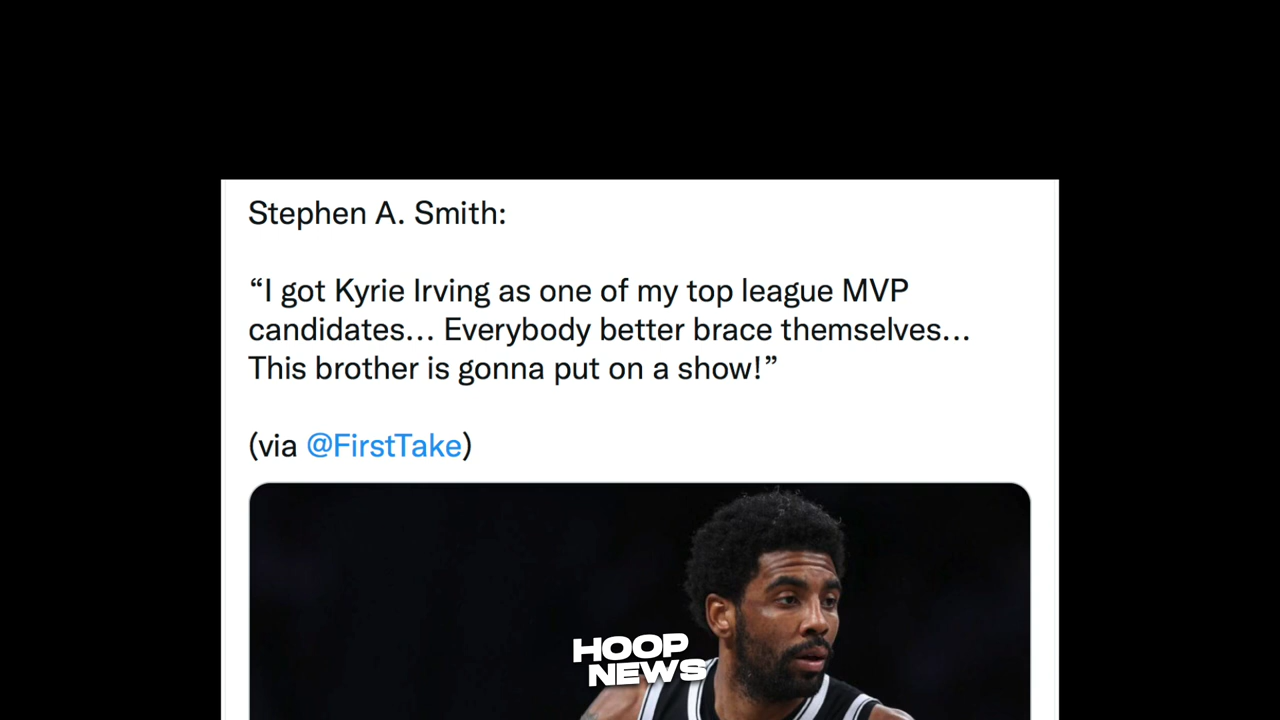 Stephen A. Smith:
“I got Kyrie Irving as one of my top league MVP
candidates… Everybody better brace themselves…
This brother is gonna put on a show!”
(via @FirstTake)
HOOP
NEWS